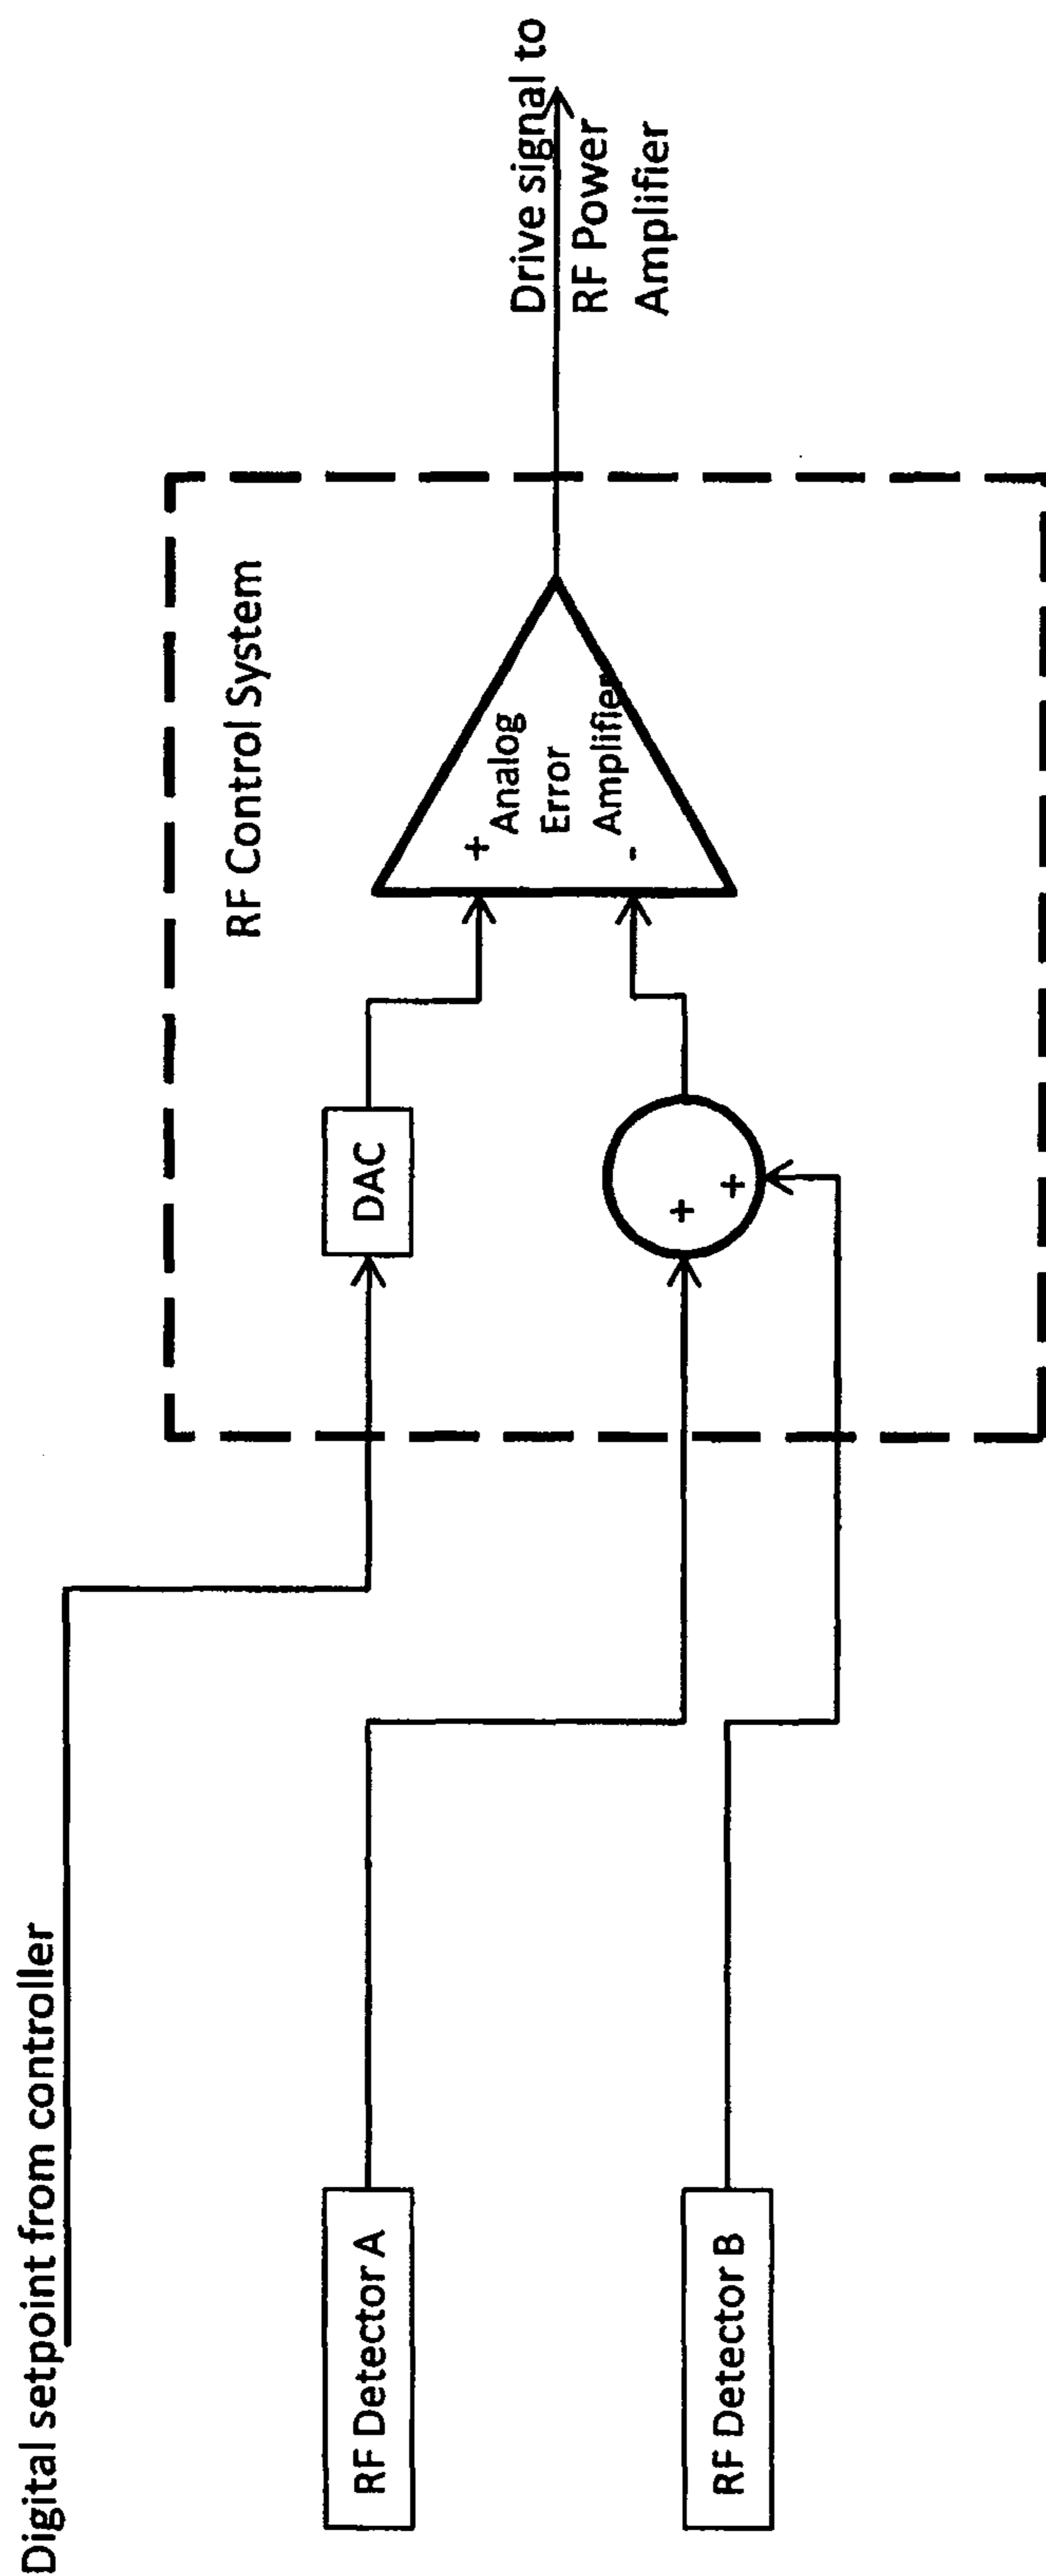 Digital setpoint from controller
RF Detector A
RF Detector B
RF Control System
DAC
+
+
+
-
Analog
Error
Amplifier
Drive signal to
RF Power
Amplifier